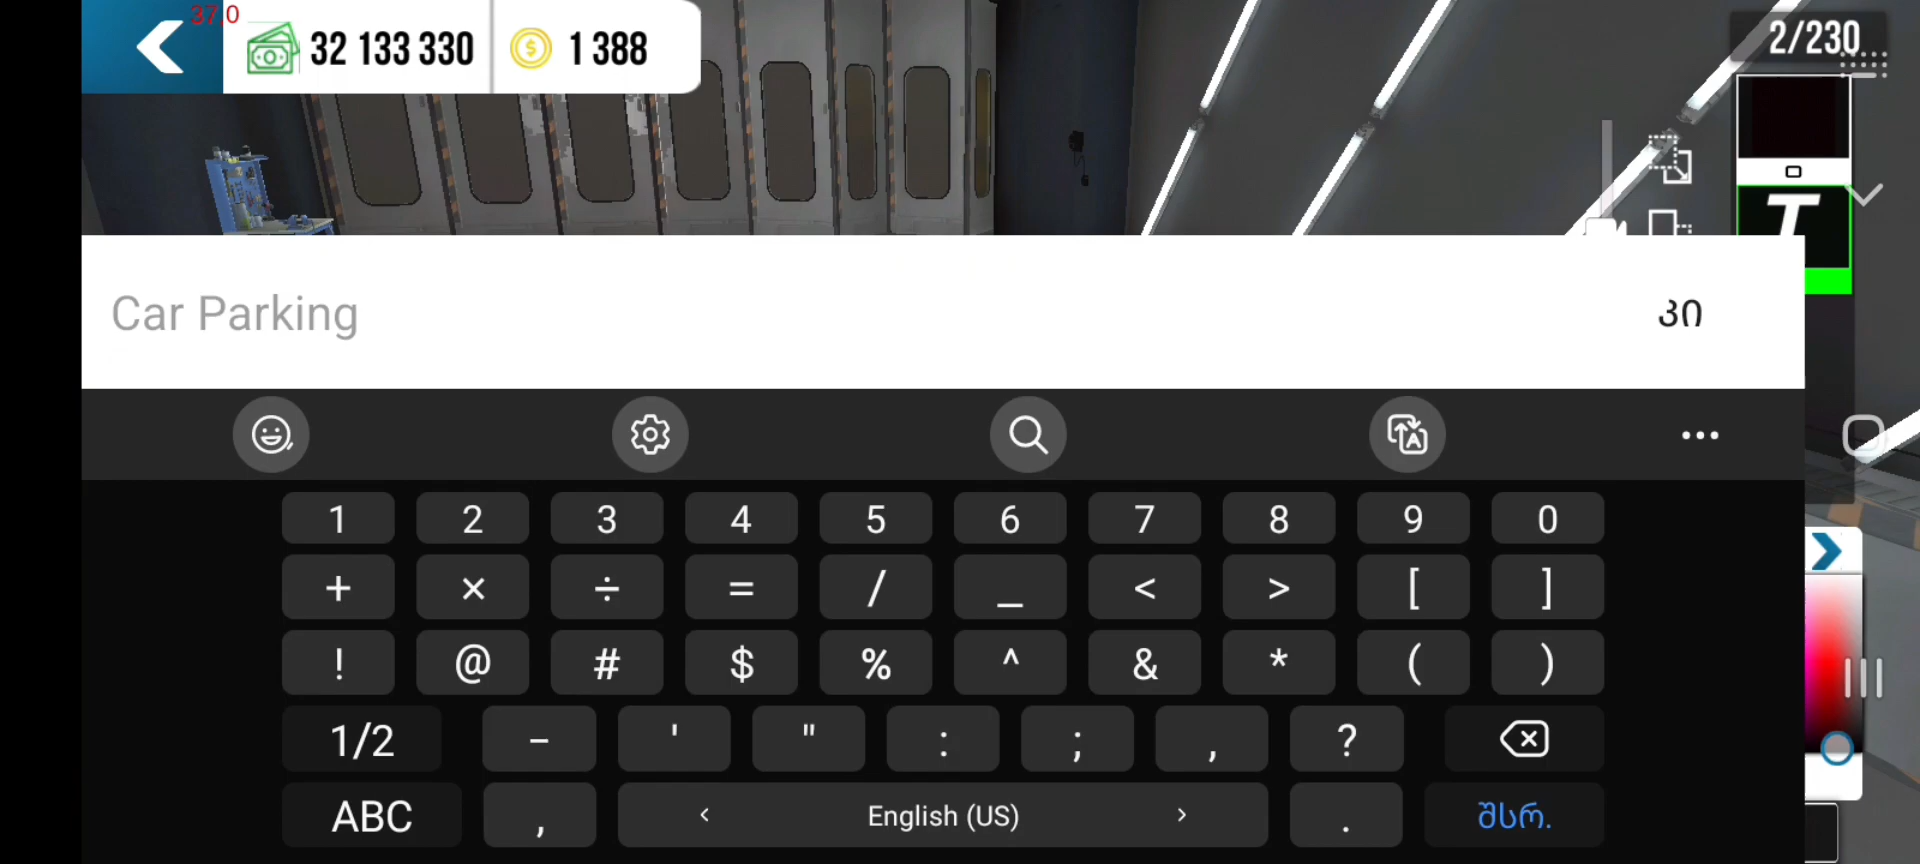 37.0
32 133 330
1 388
2/230
T
Car Parking
კი
1 2 3 4 5 6 7 8 9 0
+ × ÷ = / _ < > [ ]
! @ # $ % ^ & * ( )
1/2 - ' " : ; , ?
ABC , < English (US) > . შსრ.